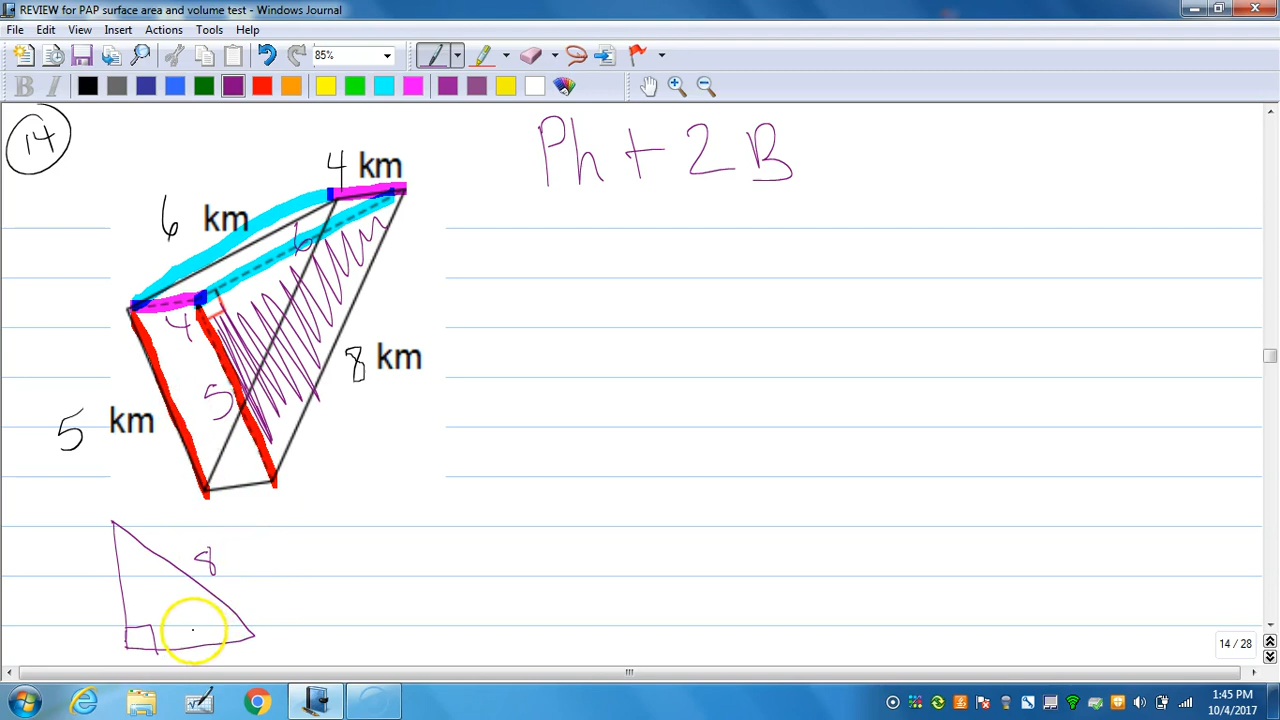 REVIEW for PAP surface area and volume test - Windows Journal
File Edit View Insert Actions Tools Help
85%
B I
14
Ph + 2B
4 km
6 km
6
4
8 km
5
5 km
8
14 / 28
1:45 PM
10/4/2017